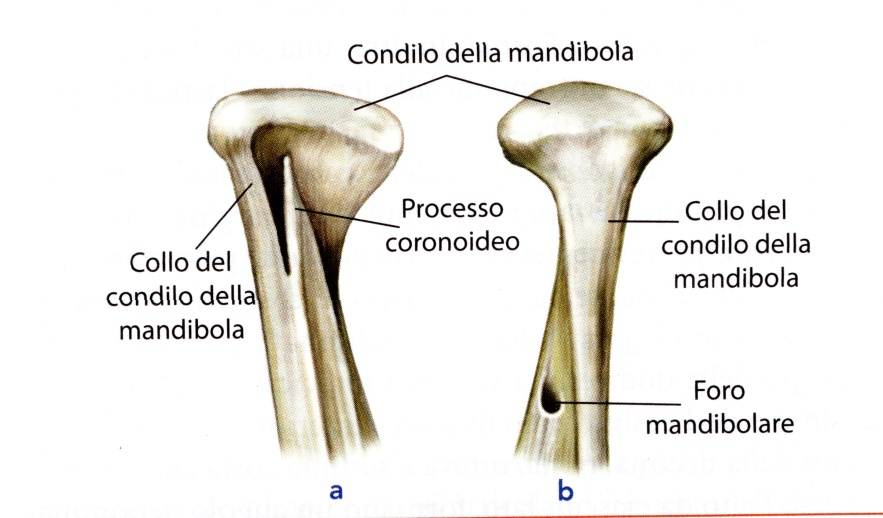 Condilo della mandibola
Processo
coronoideo
Collo del
condilo della
mandibola
Collo del
condilo della
mandibola
Foro
mandibolare
a
b